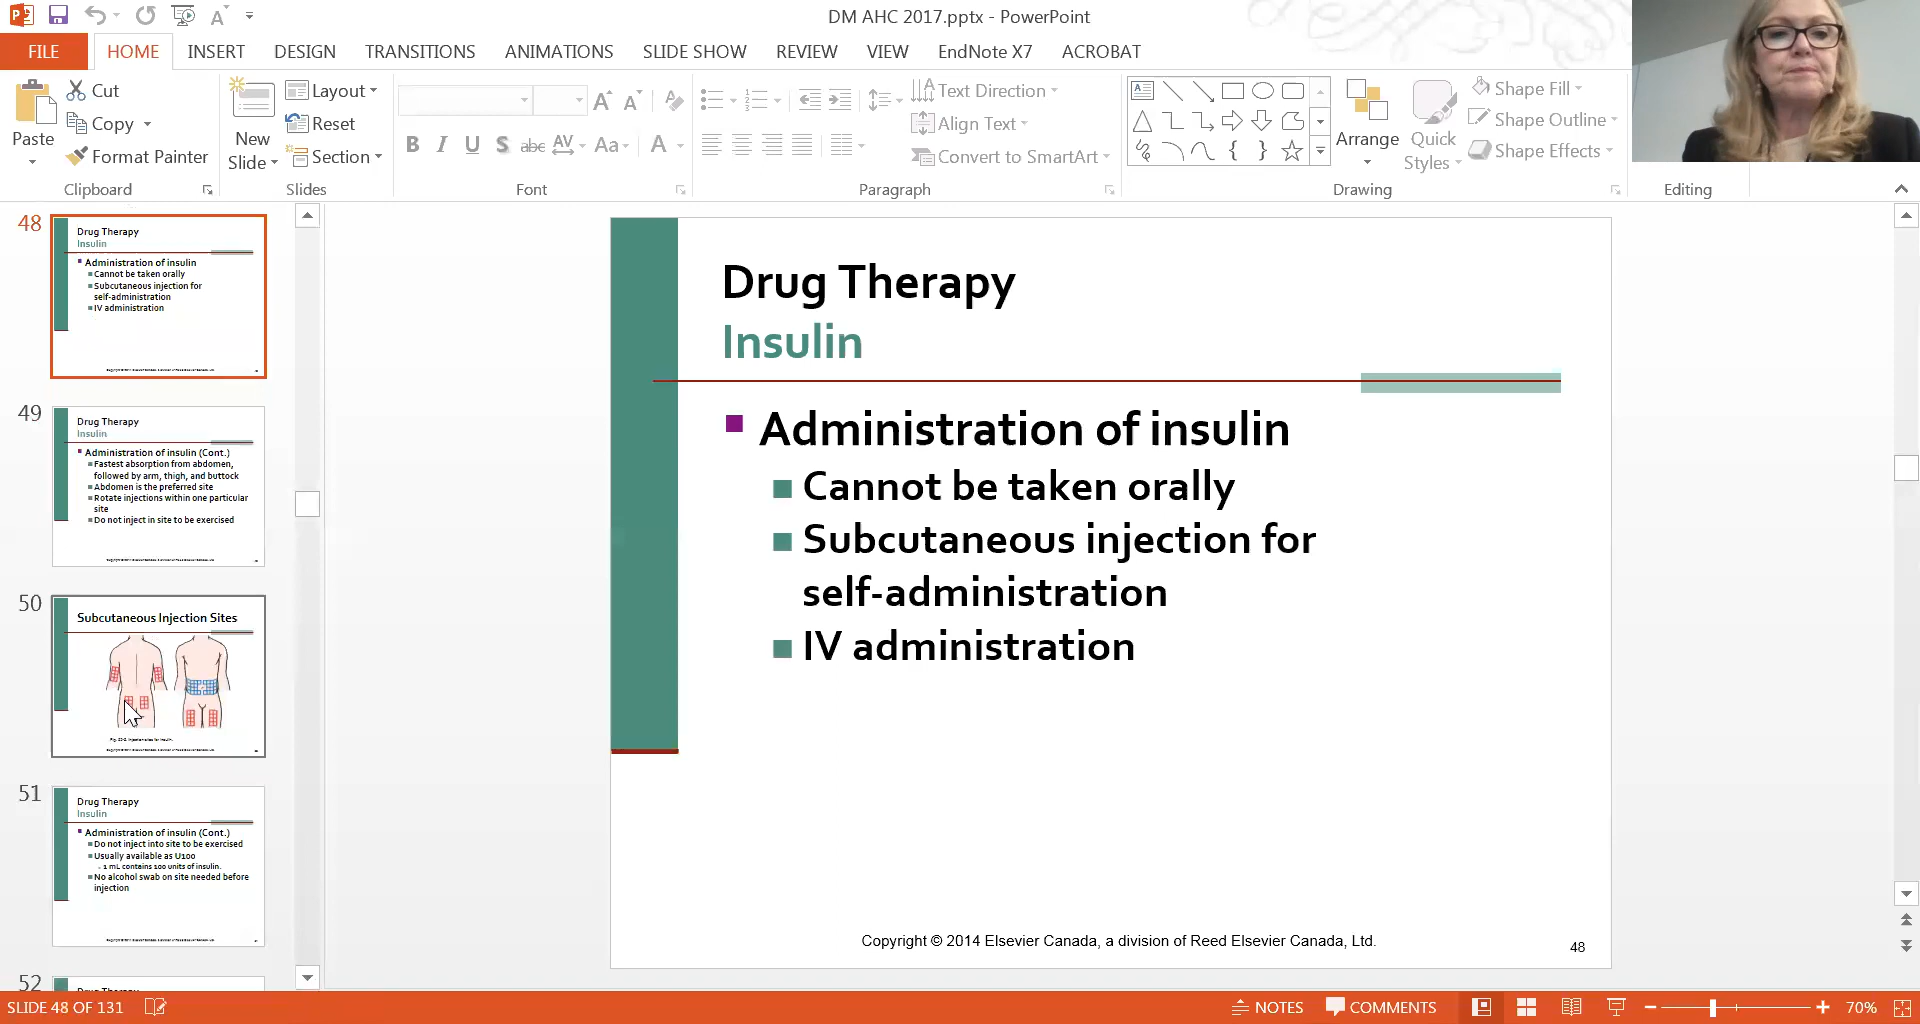 DM AHC 2017.pptx - PowerPoint
FILE
HOME
INSERT
DESIGN
TRANSITIONS
ANIMATIONS
SLIDE SHOW
REVIEW
VIEW
EndNote X7
ACROBAT
Paste
Cut
Copy
Format Painter
Clipboard
New
Slide
Layout
Reset
Section
Slides
B I U S abc AV Aa A
Font
Text Direction
Align Text
Convert to SmartArt
Paragraph
Arrange
Quick
Styles
Shape Fill
Shape Outline
Shape Effects
Drawing
Editing
48
Drug Therapy
Insulin
Administration of insulin
Cannot be taken orally
Subcutaneous injection for
self-administration
IV administration
49
Drug Therapy
Insulin
Administration of insulin (Cont.)
Fastest absorption from abdomen,
followed by arm, thigh, and buttock
Abdomen is the preferred site
Rotate injections within one particular
site
Do not inject in site to be exercised
50
Subcutaneous Injection Sites
51
Drug Therapy
Insulin
Administration of insulin (Cont.)
Do not inject into site to be exercised
Usually available as U100
- 1 mL contains 100 units of insulin.
No alcohol swab on site needed before
injection
52
Drug Therapy
Drug Therapy
Insulin
Administration of insulin
Cannot be taken orally
Subcutaneous injection for
self-administration
IV administration
Copyright © 2014 Elsevier Canada, a division of Reed Elsevier Canada, Ltd.
48
SLIDE 48 OF 131
NOTES
COMMENTS
70%